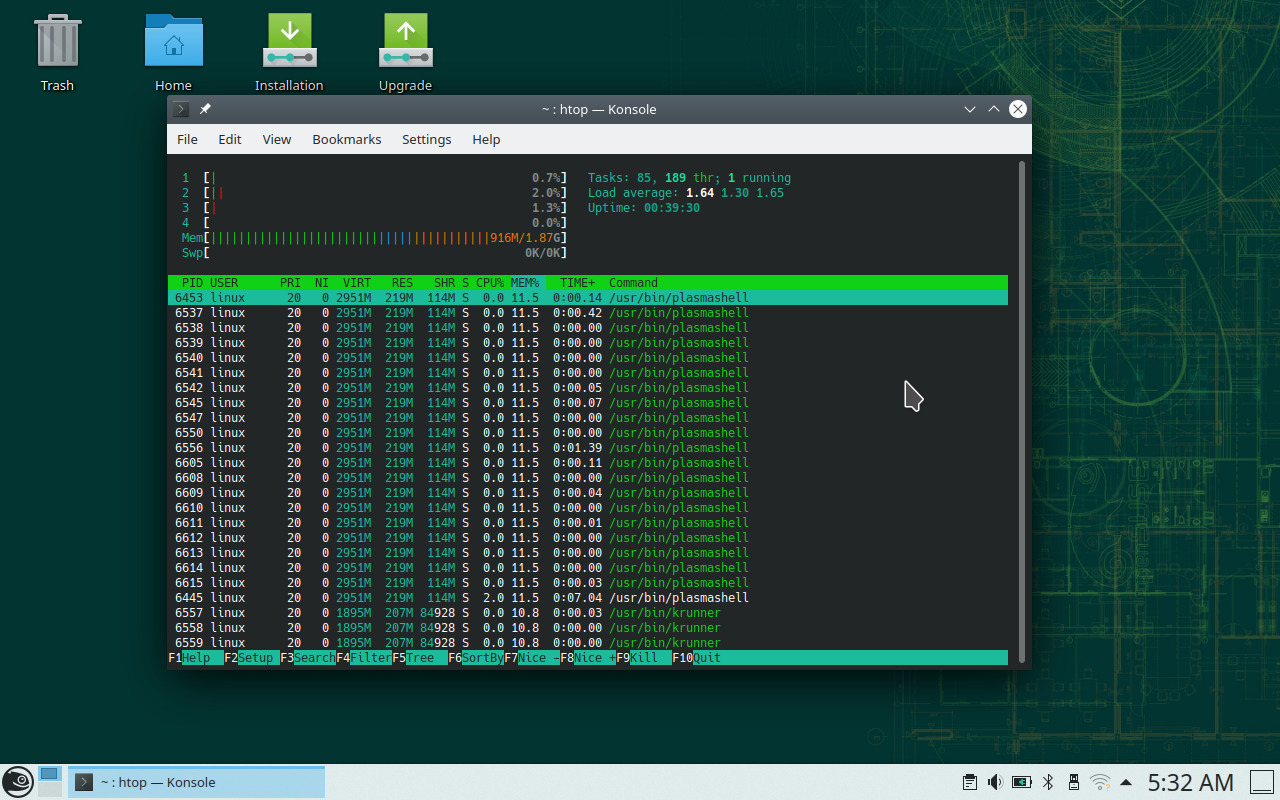 Trash
Home
Installation
Upgrade
~ : htop — Konsole
File Edit View Bookmarks Settings Help
1 [| 0.7%] Tasks: 85, 189 thr; 1 running
2 [|| 2.0%] Load average: 1.64 1.30 1.65
3 [| 1.3%] Uptime: 00:39:30
4 [ 0.0%]
Mem[||||||||||||||||||||||||||||||||||||||||916M/1.87G]
Swp[ 0K/0K]
PID USER PRI NI VIRT RES SHR S CPU% MEM% TIME+ Command
6453 linux 20 0 2951M 219M 114M S 0.0 11.5 0:00.14 /usr/bin/plasmashell
6537 linux 20 0 2951M 219M 114M S 0.0 11.5 0:00.42 /usr/bin/plasmashell
6538 linux 20 0 2951M 219M 114M S 0.0 11.5 0:00.00 /usr/bin/plasmashell
6539 linux 20 0 2951M 219M 114M S 0.0 11.5 0:00.00 /usr/bin/plasmashell
6540 linux 20 0 2951M 219M 114M S 0.0 11.5 0:00.00 /usr/bin/plasmashell
6541 linux 20 0 2951M 219M 114M S 0.0 11.5 0:00.00 /usr/bin/plasmashell
6542 linux 20 0 2951M 219M 114M S 0.0 11.5 0:00.05 /usr/bin/plasmashell
6545 linux 20 0 2951M 219M 114M S 0.0 11.5 0:00.07 /usr/bin/plasmashell
6547 linux 20 0 2951M 219M 114M S 0.0 11.5 0:00.00 /usr/bin/plasmashell
6550 linux 20 0 2951M 219M 114M S 0.0 11.5 0:00.00 /usr/bin/plasmashell
6556 linux 20 0 2951M 219M 114M S 0.0 11.5 0:01.39 /usr/bin/plasmashell
6605 linux 20 0 2951M 219M 114M S 0.0 11.5 0:00.11 /usr/bin/plasmashell
6608 linux 20 0 2951M 219M 114M S 0.0 11.5 0:00.00 /usr/bin/plasmashell
6609 linux 20 0 2951M 219M 114M S 0.0 11.5 0:00.04 /usr/bin/plasmashell
6610 linux 20 0 2951M 219M 114M S 0.0 11.5 0:00.00 /usr/bin/plasmashell
6611 linux 20 0 2951M 219M 114M S 0.0 11.5 0:00.01 /usr/bin/plasmashell
6612 linux 20 0 2951M 219M 114M S 0.0 11.5 0:00.00 /usr/bin/plasmashell
6613 linux 20 0 2951M 219M 114M S 0.0 11.5 0:00.00 /usr/bin/plasmashell
6614 linux 20 0 2951M 219M 114M S 0.0 11.5 0:00.00 /usr/bin/plasmashell
6615 linux 20 0 2951M 219M 114M S 0.0 11.5 0:00.03 /usr/bin/plasmashell
6445 linux 20 0 2951M 219M 114M S 2.0 11.5 0:07.04 /usr/bin/plasmashell
6557 linux 20 0 1895M 207M 84928 S 0.0 10.8 0:00.03 /usr/bin/krunner
6558 linux 20 0 1895M 207M 84928 S 0.0 10.8 0:00.00 /usr/bin/krunner
6559 linux 20 0 1895M 207M 84928 S 0.0 10.8 0:00.00 /usr/bin/krunner
F1Help F2Setup F3SearchF4FilterF5Tree F6SortByF7Nice -F8Nice +F9Kill F10Quit
~ : htop — Konsole
5:32 AM